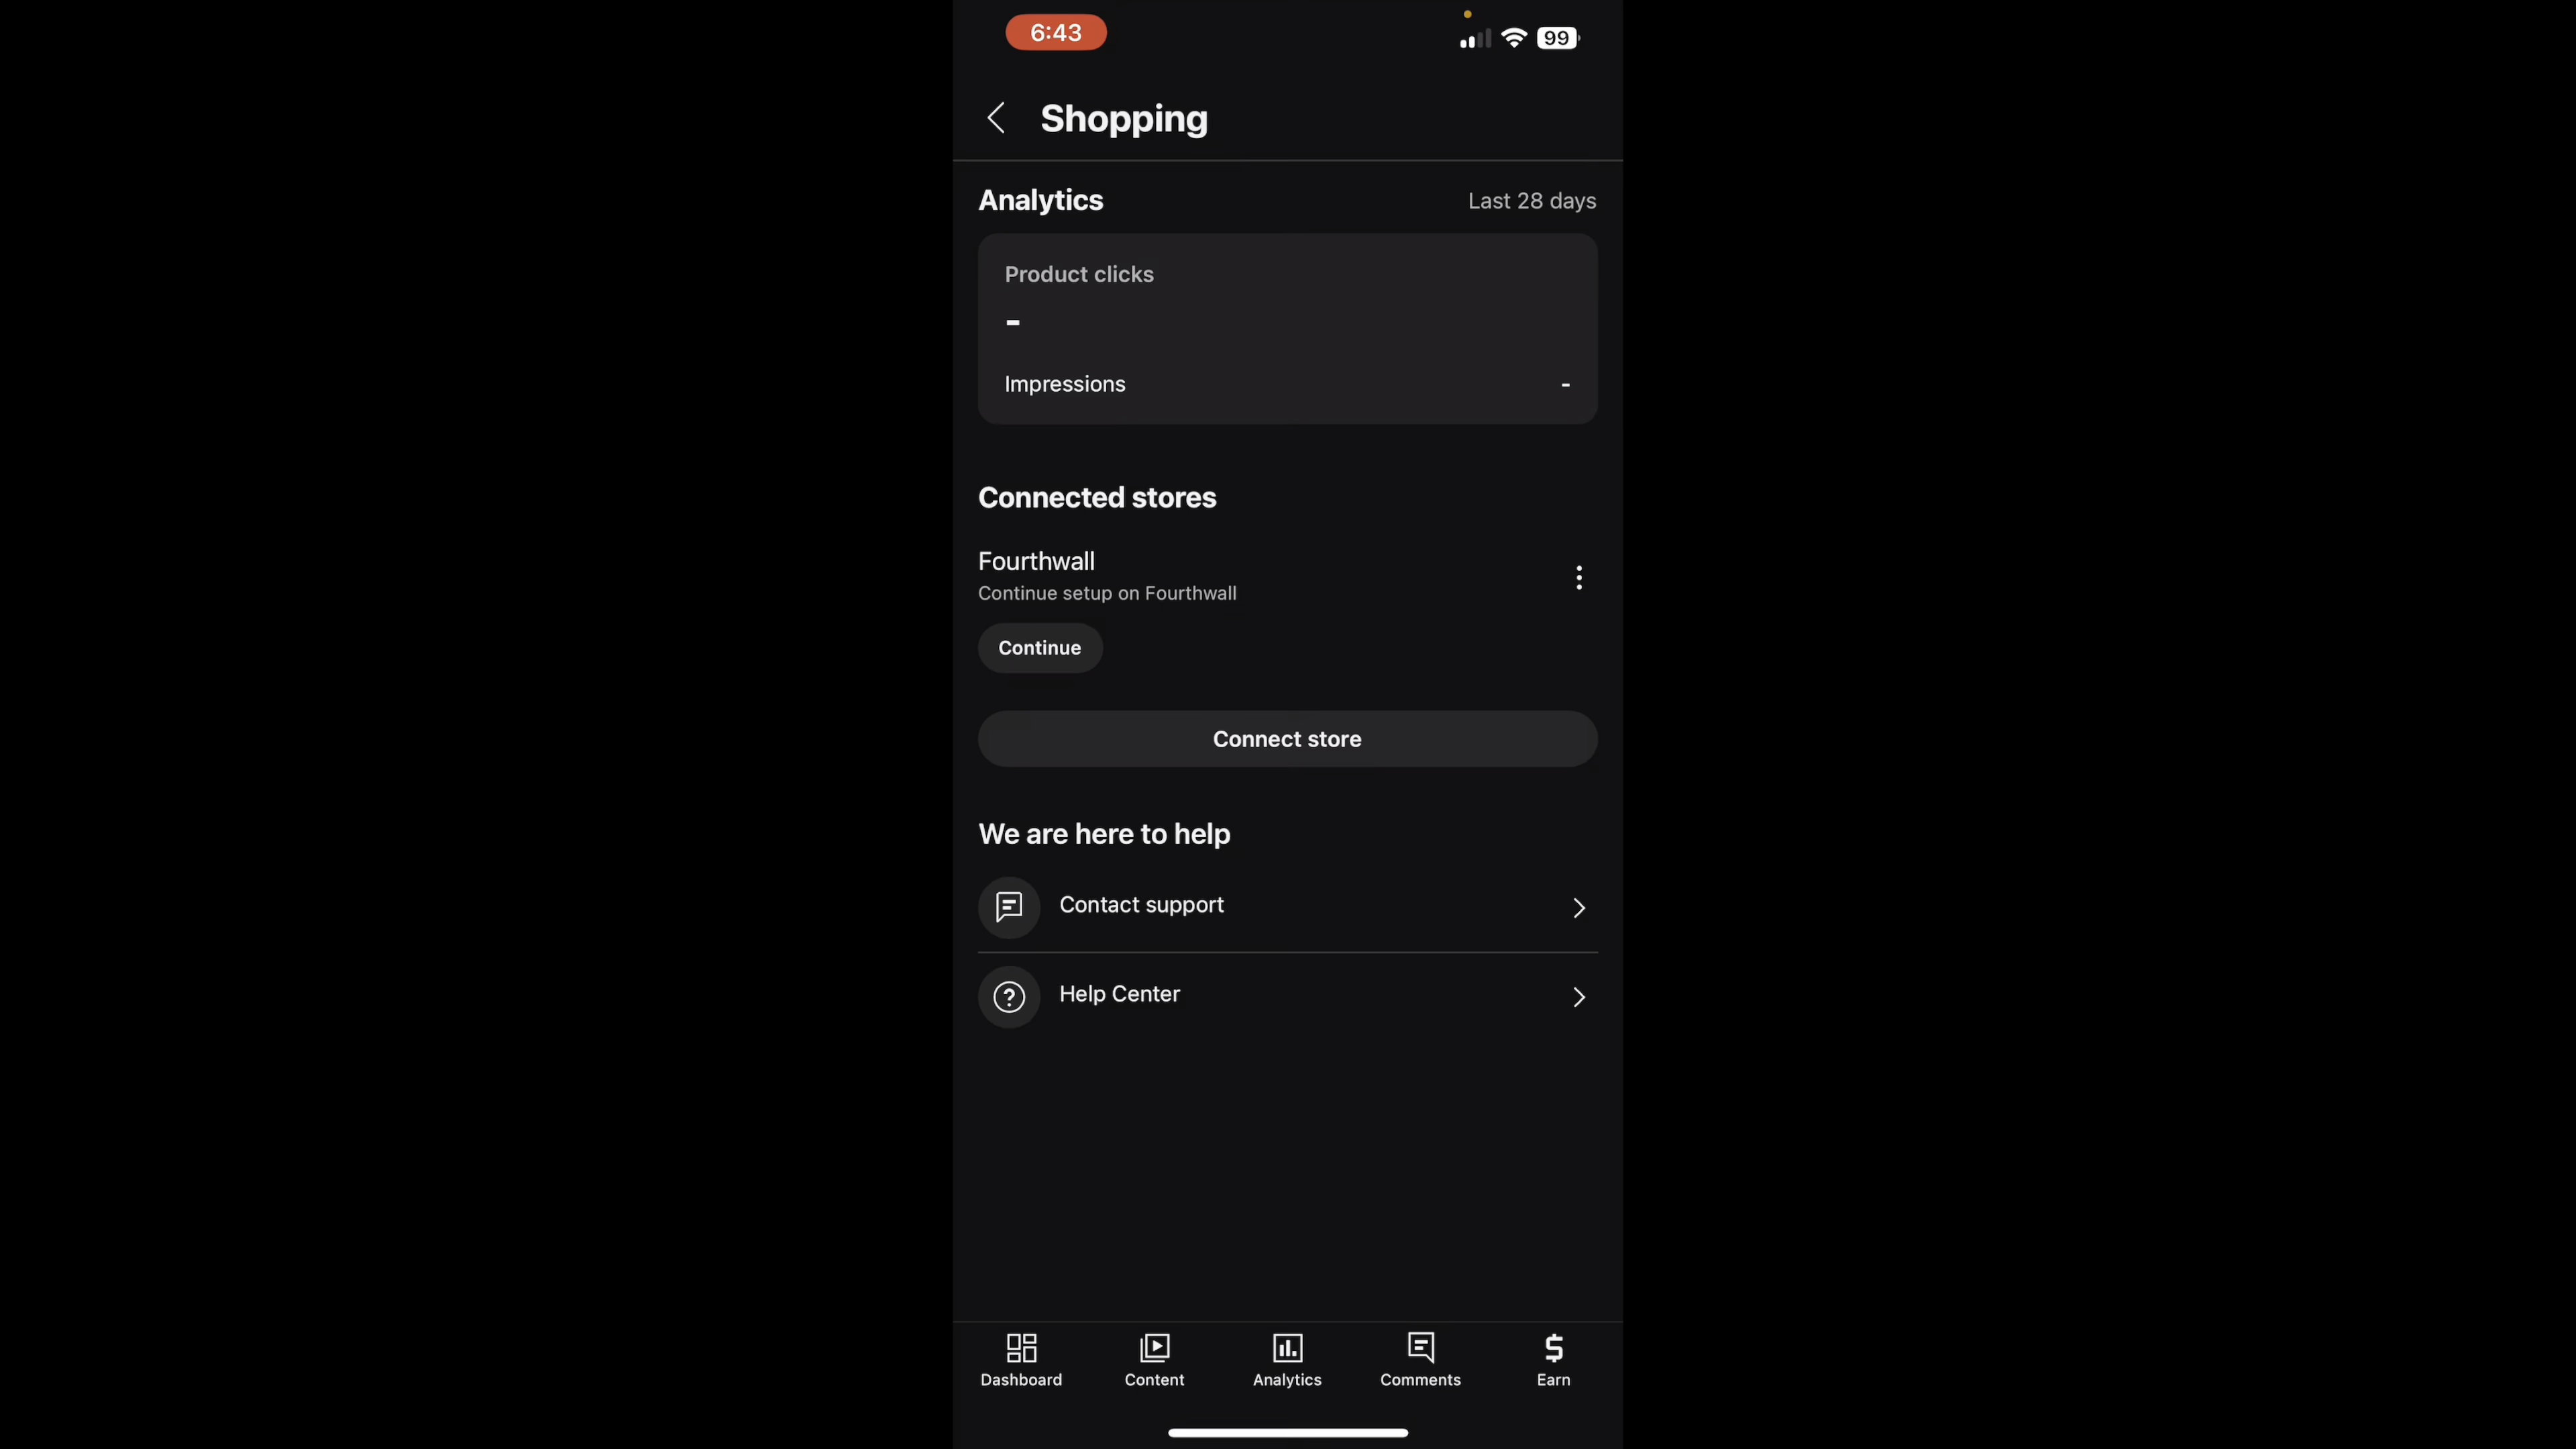 6:43
99
Shopping
Analytics
Last 28 days
Product clicks
-
Impressions
-
Connected stores
Fourthwall
Continue setup on Fourthwall
Continue
Connect store
We are here to help
Contact support
Help Center
Dashboard
Content
Analytics
Comments
Earn